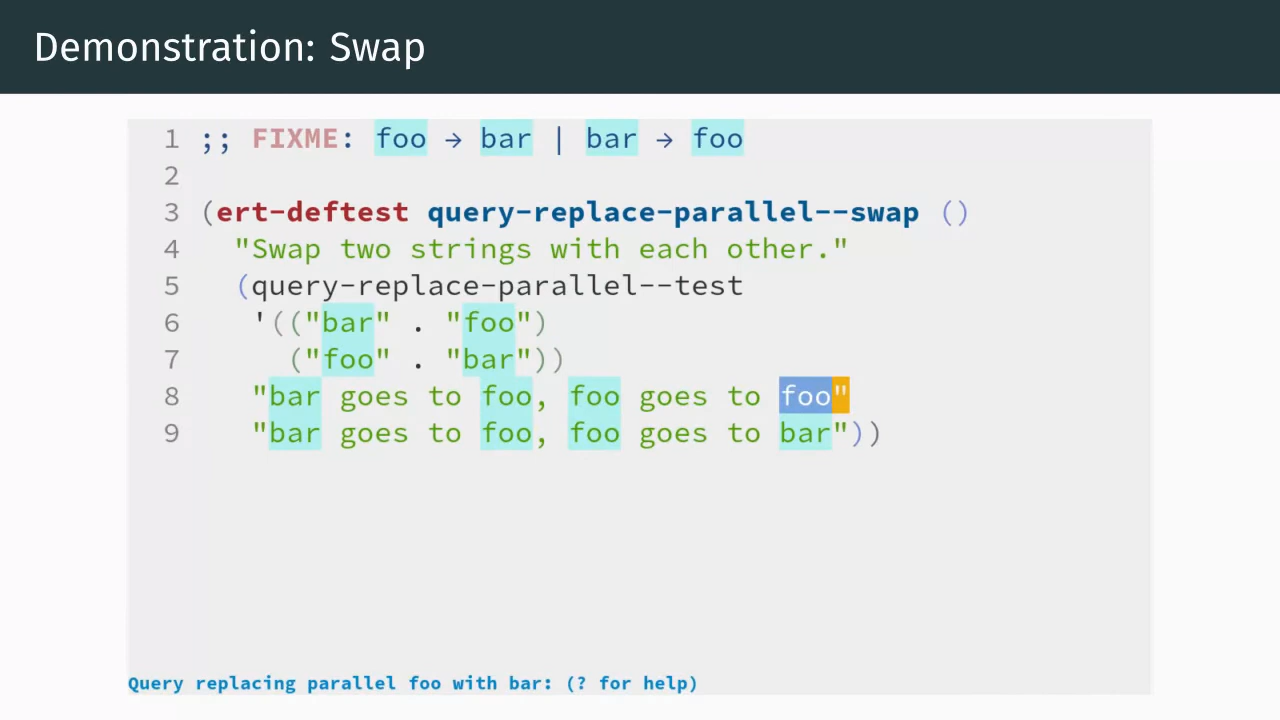 Demonstration: Swap
1 ;; FIXME: foo → bar | bar → foo
2
3 (ert-deftest query-replace-parallel--swap ()
4   "Swap two strings with each other."
5   (query-replace-parallel--test
6    '(("bar" . "foo")
7      ("foo" . "bar"))
8    "bar goes to foo, foo goes to foo"
9    "bar goes to foo, foo goes to bar"))
Query replacing parallel foo with bar: (? for help)